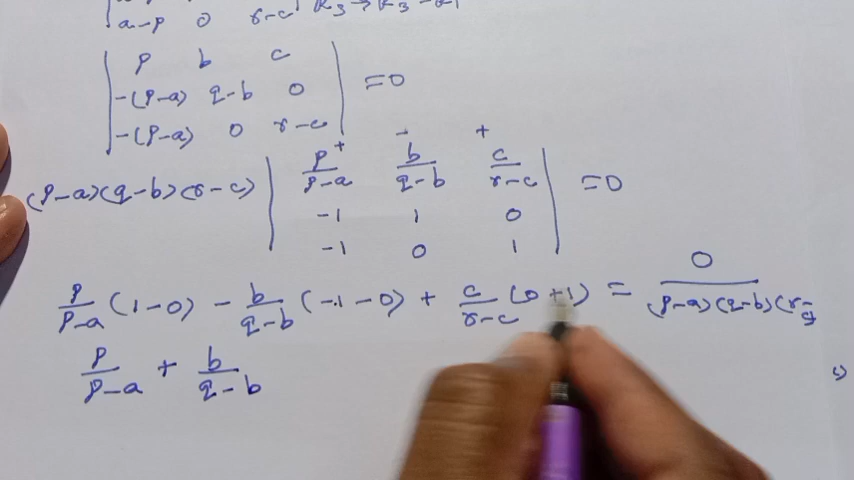 a-p 0 r-c R3→R3-R1
| p b c |
| -(p-a) q-b 0 | =0
| -(p-a) 0 r-c |
(p-a)(q-b)(r-c) | p/p-a + b/q-b - c/r-c + | =0
-1 1 0
-1 0 1
p/p-a (1-0) - b/q-b (-1-0) + c/r-c (0+1) = 0/(p-a)(q-b)(r-c)
p/p-a + b/q-b